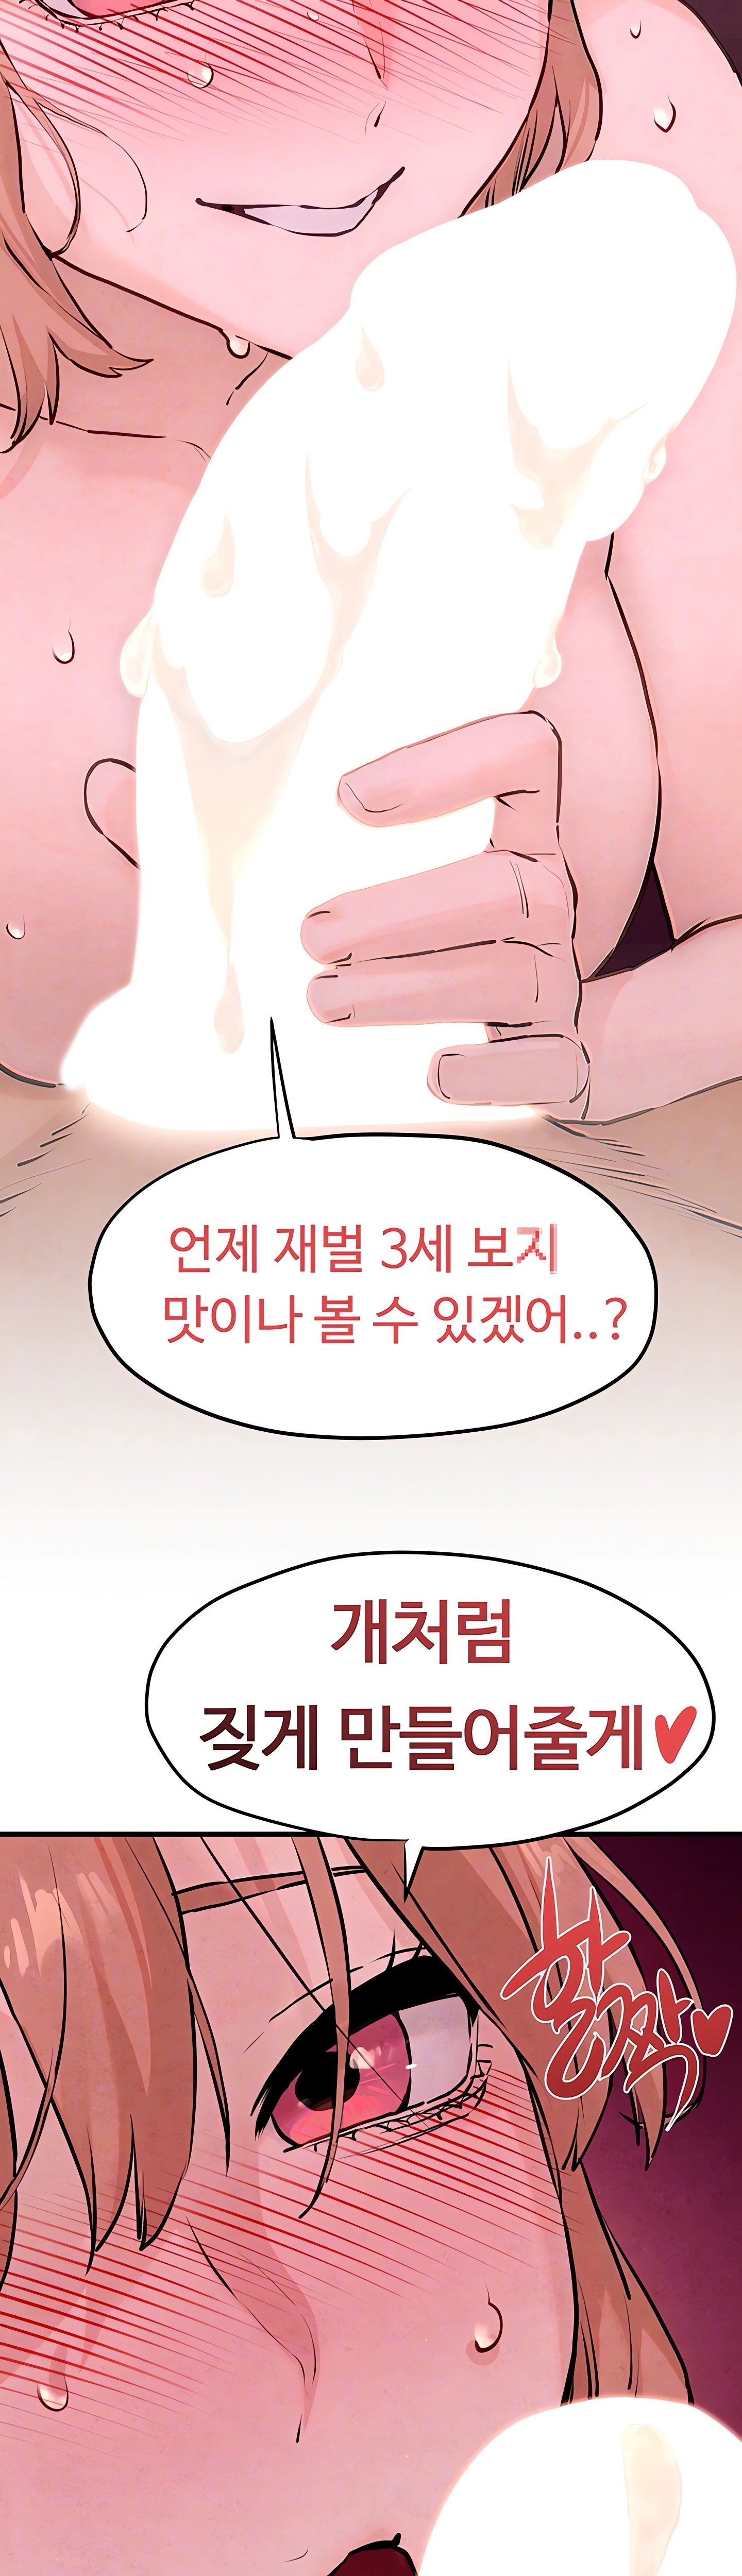 언제 재벌 3세 보지
맛이나 볼 수 있겠어..?
개처럼
짖게 만들어줄게♥
할짝♥